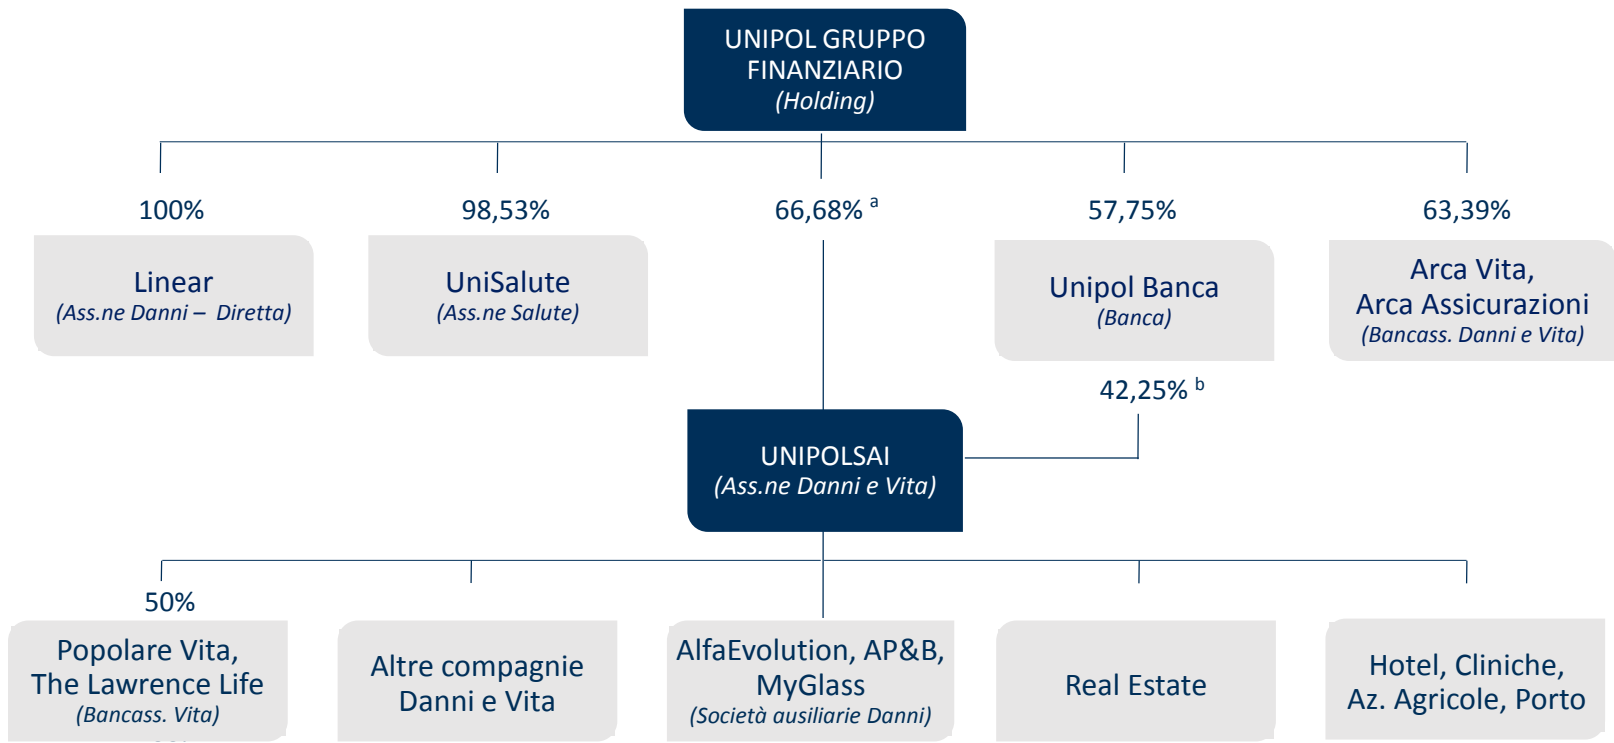 UNIPOL GRUPPO
FINANZIARIO
(Holding)
100%
98,53%
66,68% a
57,75%
63,39%
Linear
(Ass.ne Danni – Diretta)
UniSalute
(Ass.ne Salute)
Unipol Banca
(Banca)
Arca Vita,
Arca Assicurazioni
(Bancass. Danni e Vita)
42,25% b
UNIPOLSAI
(Ass.ne Danni e Vita)
50%
Popolare Vita,
The Lawrence Life
(Bancass. Vita)
Altre compagnie
Danni e Vita
AlfaEvolution, AP&B,
MyGlass
(Società ausiliarie Danni)
Real Estate
Hotel, Cliniche,
Az. Agricole, Porto